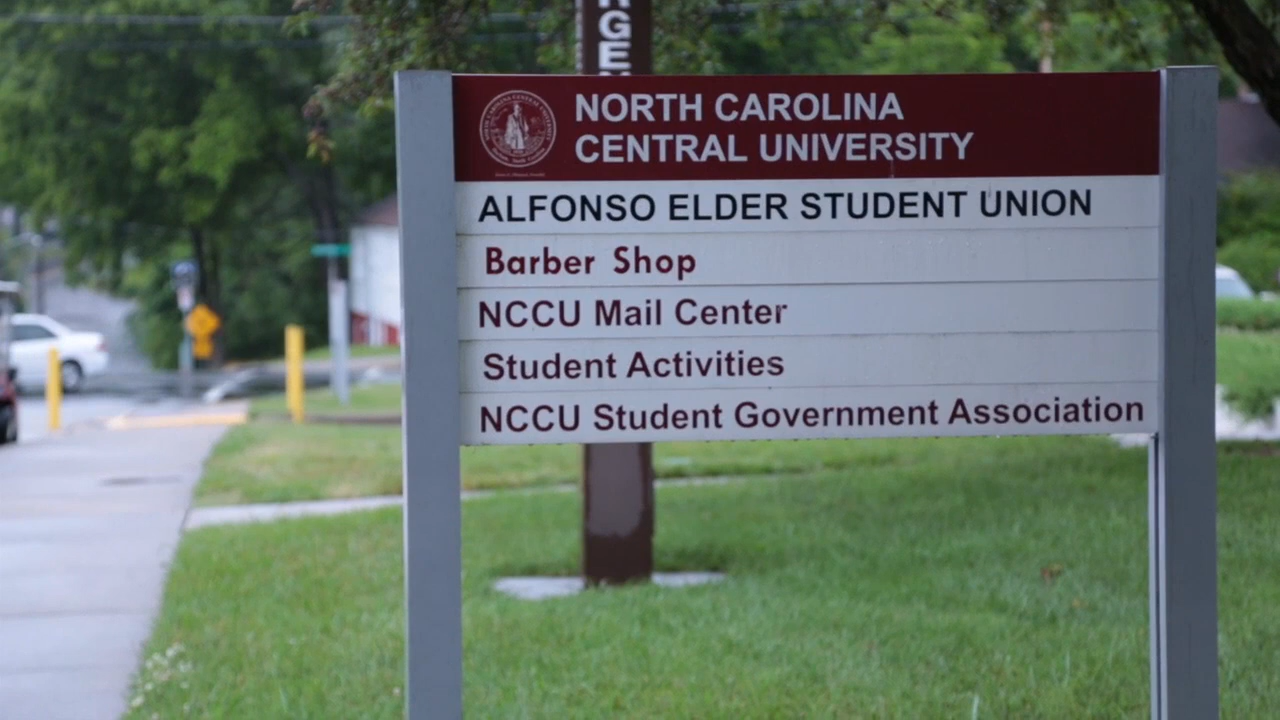 NORTH CAROLINA
CENTRAL UNIVERSITY
ALFONSO ELDER STUDENT UNION
Barber Shop
NCCU Mail Center
Student Activities
NCCU Student Government Association